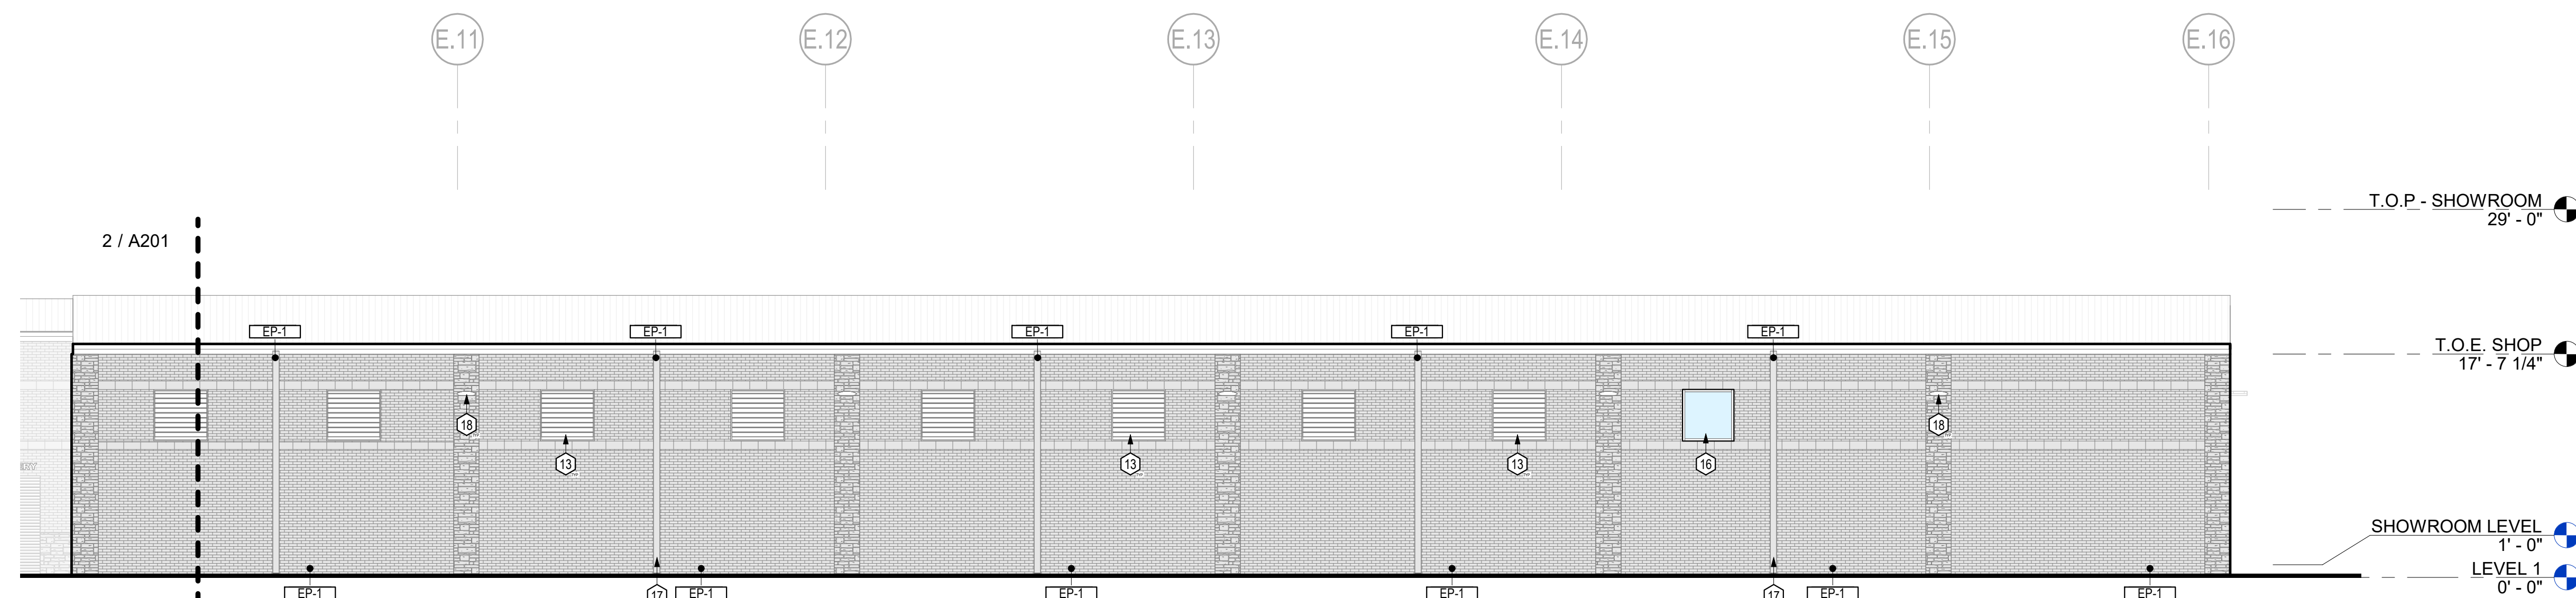 E.11
E.12
E.13
E.14
E.15
E.16
T.O.P - SHOWROOM
29' - 0"
2 / A201
EP-1
EP-1
EP-1
EP-1
EP-1
T.O.E. SHOP
17' - 7 1/4"
18
18
13
13
13
16
ERY
SHOWROOM LEVEL
1' - 0"
LEVEL 1
0' - 0"
EP-1
17
EP-1
EP-1
EP-1
17
EP-1
EP-1